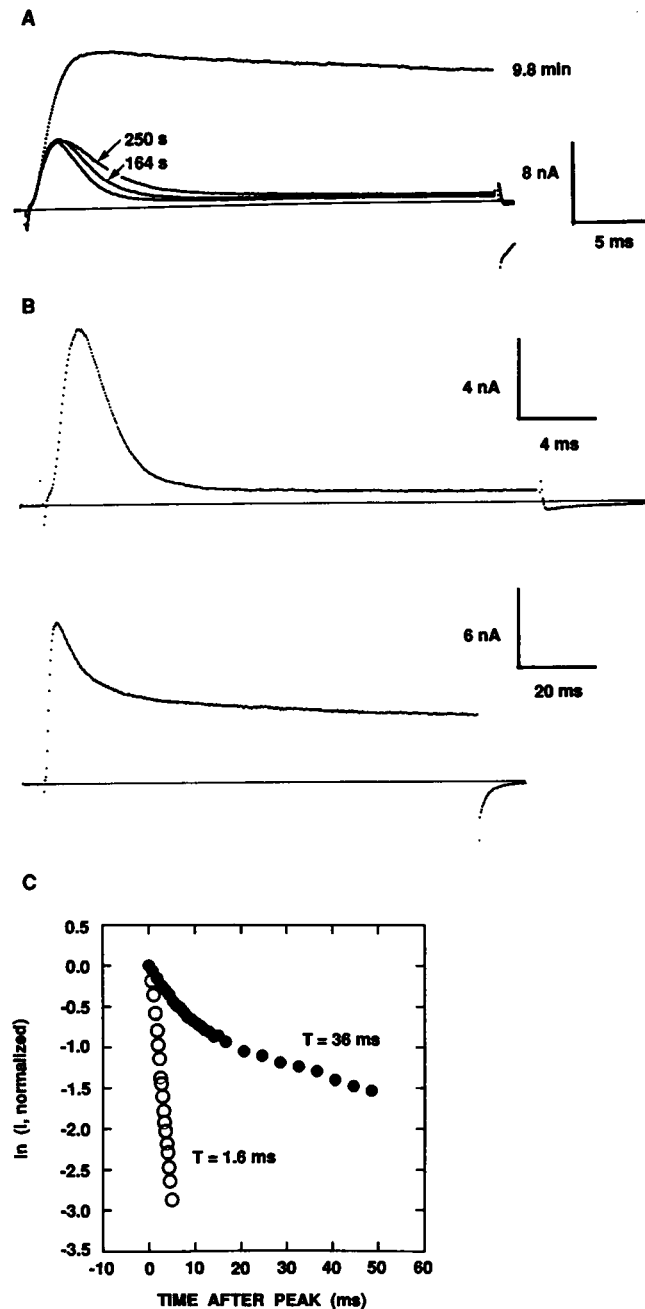 A
9.8 min
250 s
164 s
8 nA
5 ms
B
4 nA
4 ms
6 nA
20 ms
C
ln (I, normalized)
0.5
0.0
-0.5
-1.0
-1.5
-2.0
-2.5
-3.0
-3.5
T = 36 ms
T = 1.6 ms
-10 0 10 20 30 40 50 60
TIME AFTER PEAK (ms)